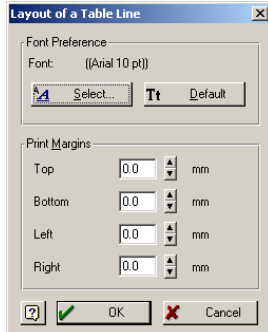 Layout of a Table Line
Font Preference
Font: ((Arial 10 pt))
Select... Tt Default
Print Margins
Top 0.0 mm
Bottom 0.0 mm
Left 0.0 mm
Right 0.0 mm
? OK Cancel